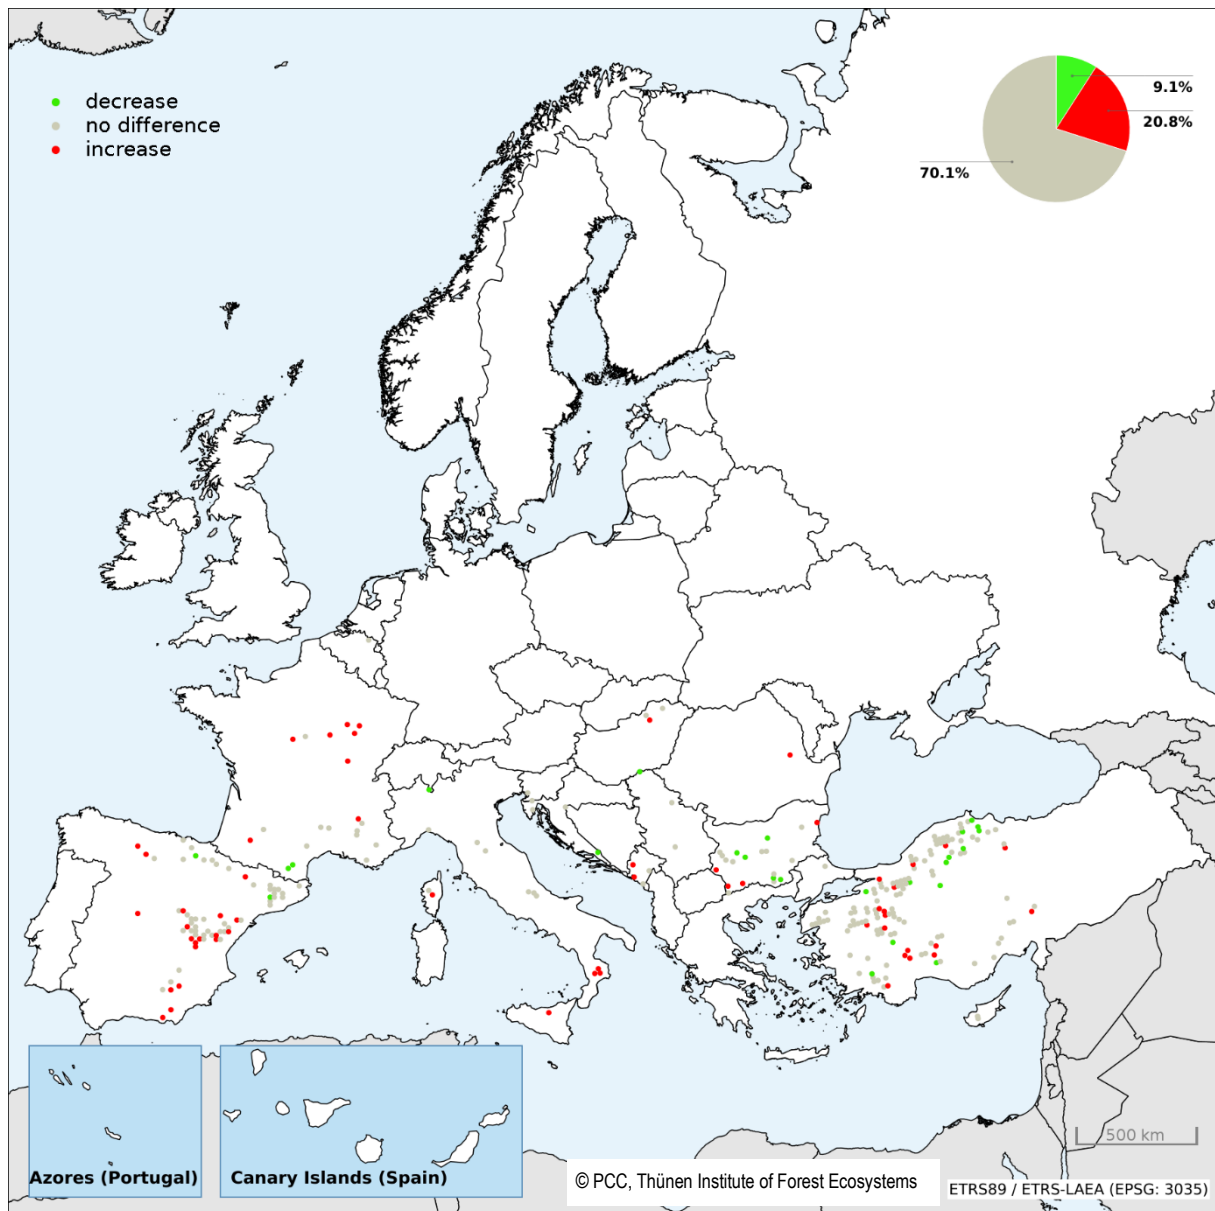 decrease
no difference
increase
9.1%
20.8%
70.1%
500 km
Azores (Portugal)
Canary Islands (Spain)
© PCC, Thünen Institute of Forest Ecosystems
ETRS89 / ETRS-LAEA (EPSG: 3035)